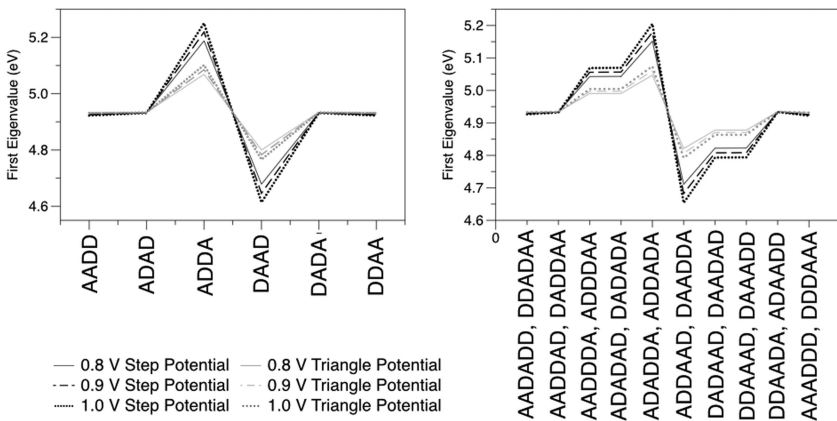 First Eigenvalue (eV)
5.2
5.0
4.8
4.6
AADD
ADAD
ADDA
DAAD
DADA
DDAA
First Eigenvalue (eV)
5.2
5.1
5.0
4.9
4.8
4.7
4.6
0
AADADD, DDADAA
AADDAD, DADDAA
AADDDA, ADDDAA
ADADAD, DADADA
ADADDA, ADDADA
ADDAAD, DAADDA
DADAAD, DAADAD
DDAAAD, DAAADD
DDAADA, ADAADD
AAADDD, DDDAAA
0.8 V Step Potential
0.8 V Triangle Potential
0.9 V Step Potential
0.9 V Triangle Potential
1.0 V Step Potential
1.0 V Triangle Potential